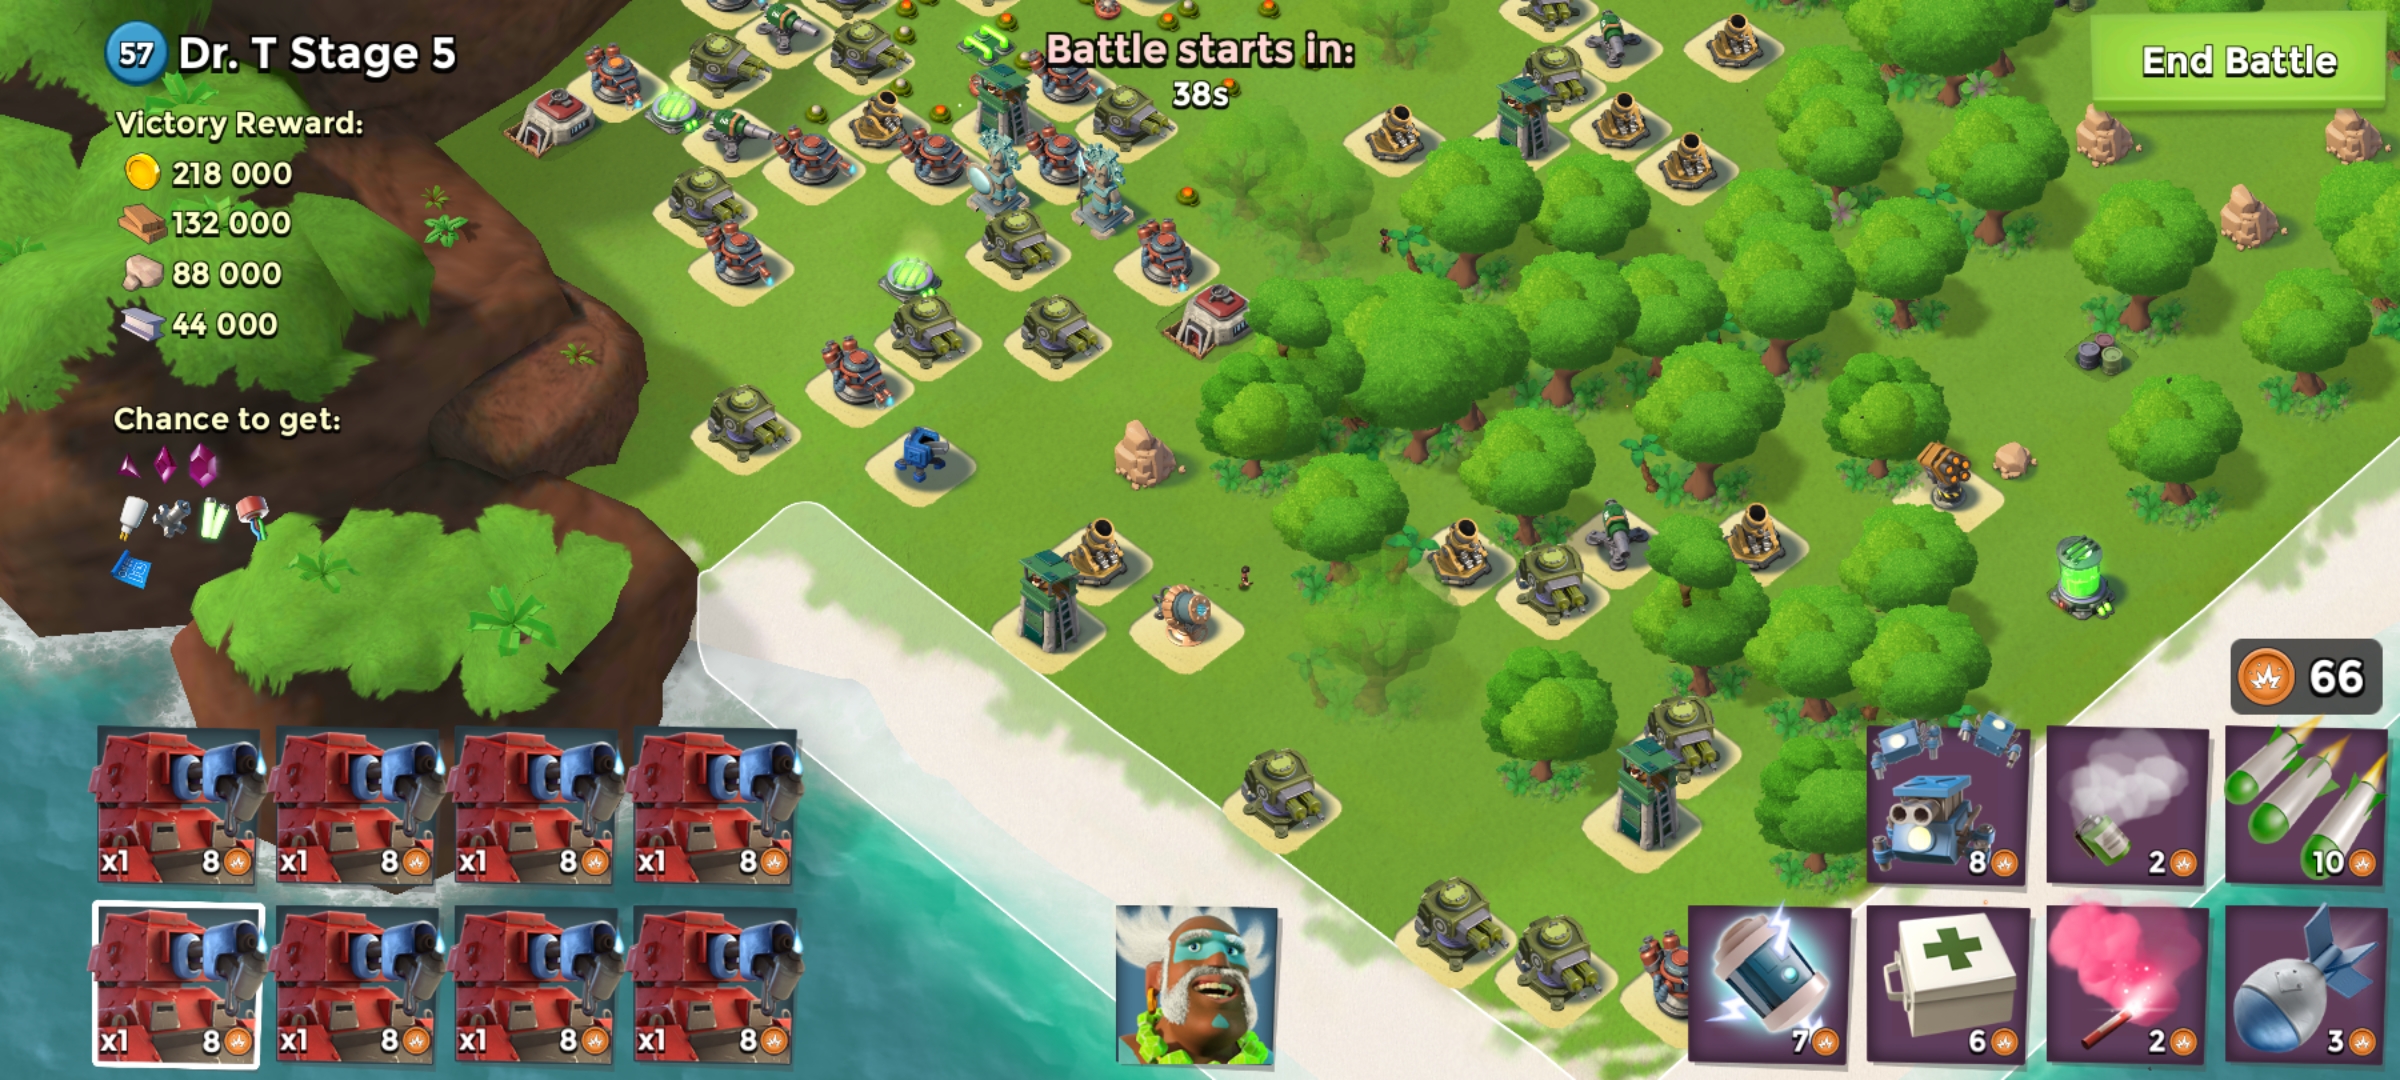 57 Dr. T Stage 5
Victory Reward:
218 000
132 000
88 000
44 000
Chance to get:
Battle starts in:
38s
End Battle
66
x1 8
x1 8
x1 8
x1 8
8
2
10
x1 8
x1 8
x1 8
x1 8
7
6
2
3